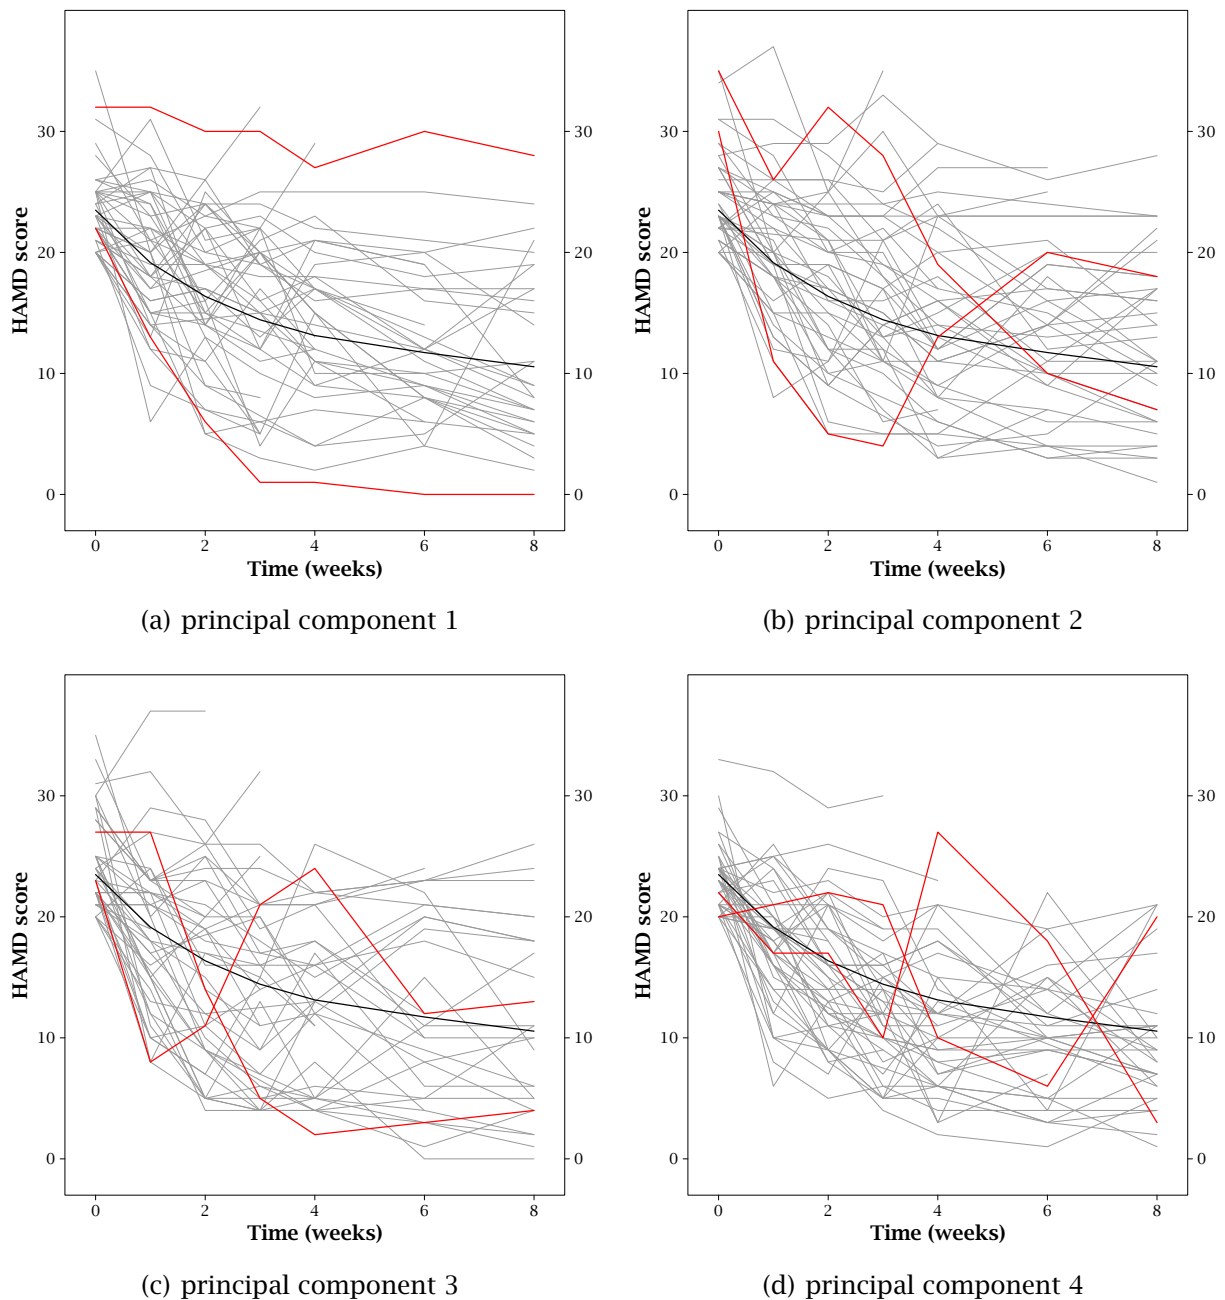 30
20
10
0
HAMD score
30
20
10
0
0 2 4 6 8
Time (weeks)
(a) principal component 1
30
20
10
0
HAMD score
30
20
10
0
0 2 4 6 8
Time (weeks)
(b) principal component 2
30
20
10
0
HAMD score
30
20
10
0
0 2 4 6 8
Time (weeks)
(c) principal component 3
30
20
10
0
HAMD score
30
20
10
0
0 2 4 6 8
Time (weeks)
(d) principal component 4